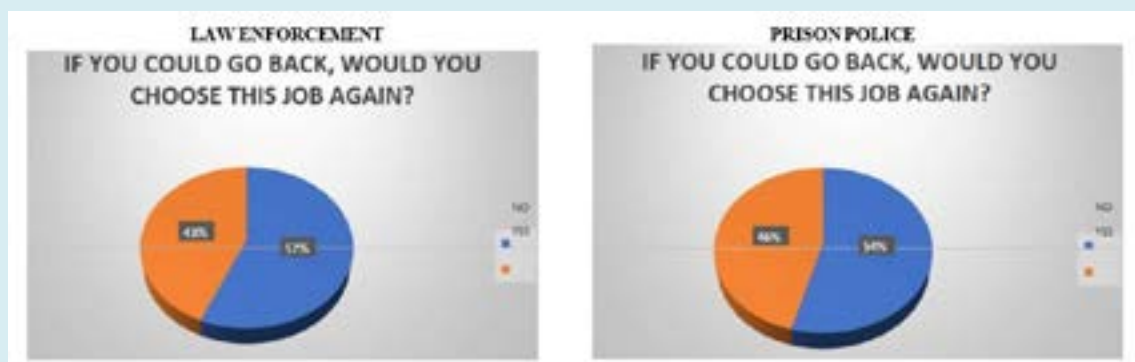 LAW ENFORCEMENT
IF YOU COULD GO BACK, WOULD YOU
CHOOSE THIS JOB AGAIN?
43%
57%
NO
YES
PRISON POLICE
IF YOU COULD GO BACK, WOULD YOU
CHOOSE THIS JOB AGAIN?
46%
54%
NO
YES